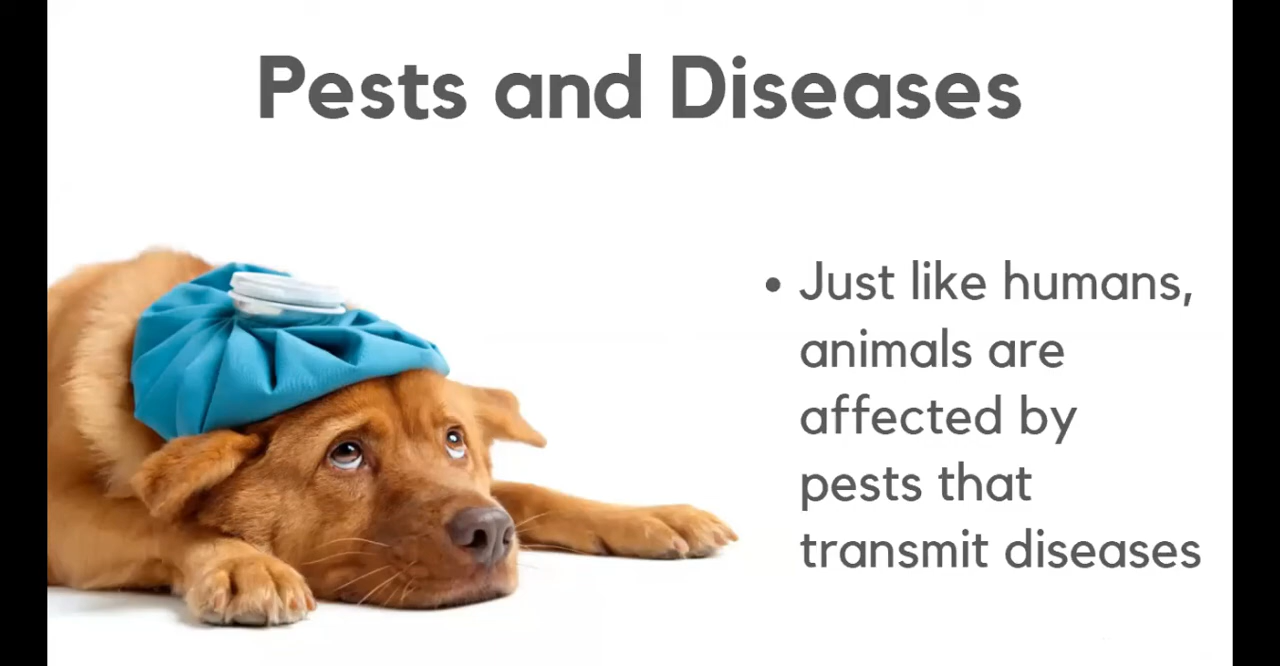 Pests and Diseases
• Just like humans,
animals are
affected by
pests that
transmit diseases